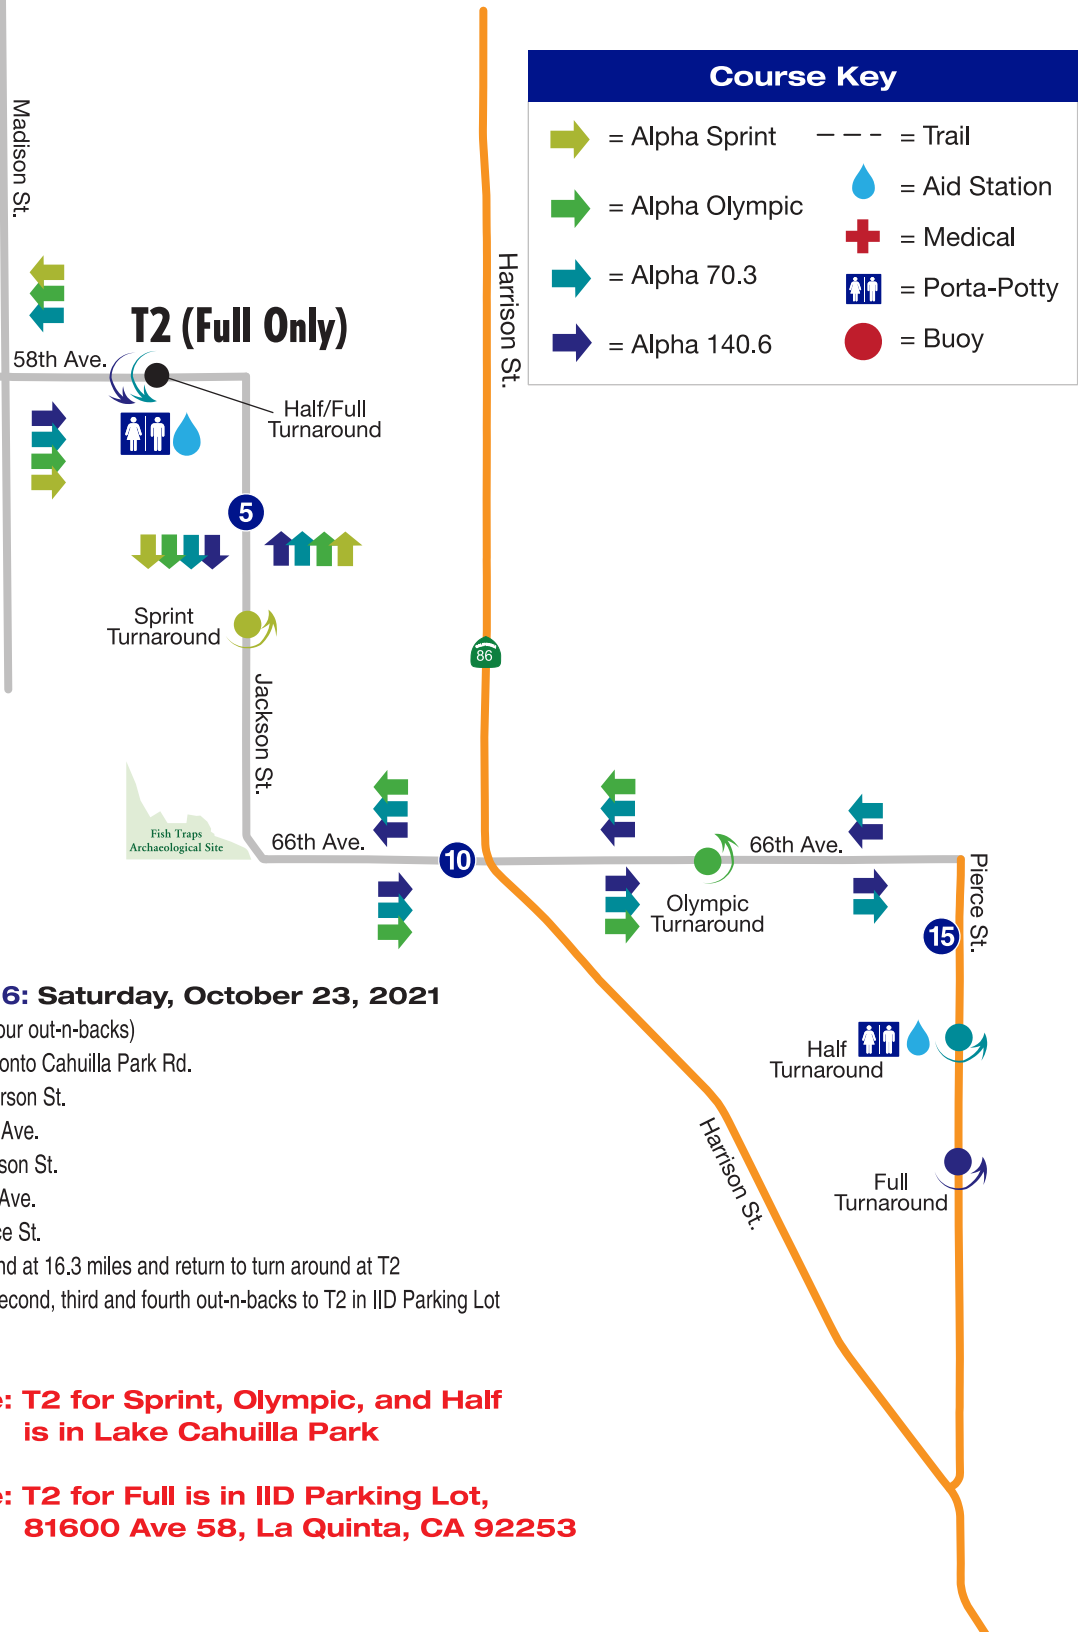 Course Key
= Alpha Sprint
= Alpha Olympic
= Alpha 70.3
= Alpha 140.6
= Trail
= Aid Station
= Medical
= Porta-Potty
= Buoy
Madison St.
Harrison St.
T2 (Full Only)
58th Ave.
Half/Full
Turnaround
5
Sprint
Turnaround
86
Jackson St.
Fish Traps
Archaeological Site
66th Ave.
10
66th Ave.
Olympic
Turnaround
Pierce St.
15
Half
Turnaround
Full
Turnaround
Harrison St.
6: Saturday, October 23, 2021
our out-n-backs)
onto Cahuilla Park Rd.
rson St.
Ave.
son St.
Ave.
ce St.
nd at 16.3 miles and return to turn around at T2
econd, third and fourth out-n-backs to T2 in IID Parking Lot
e: T2 for Sprint, Olympic, and Half
is in Lake Cahuilla Park
e: T2 for Full is in IID Parking Lot,
81600 Ave 58, La Quinta, CA 92253